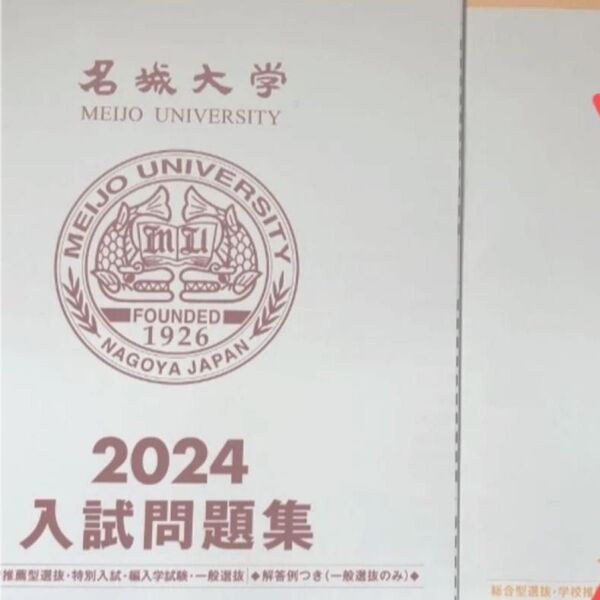 名城大学
MEIJO UNIVERSITY
MEIJO UNIVERSITY
MU
FOUNDED
1926
NAGOYA JAPAN
2024
入試問題集
推薦型選抜・特別入試・編入学試験・一般選抜 ◆解答例つき(一般選抜のみ)◆
総合型選抜・学校推